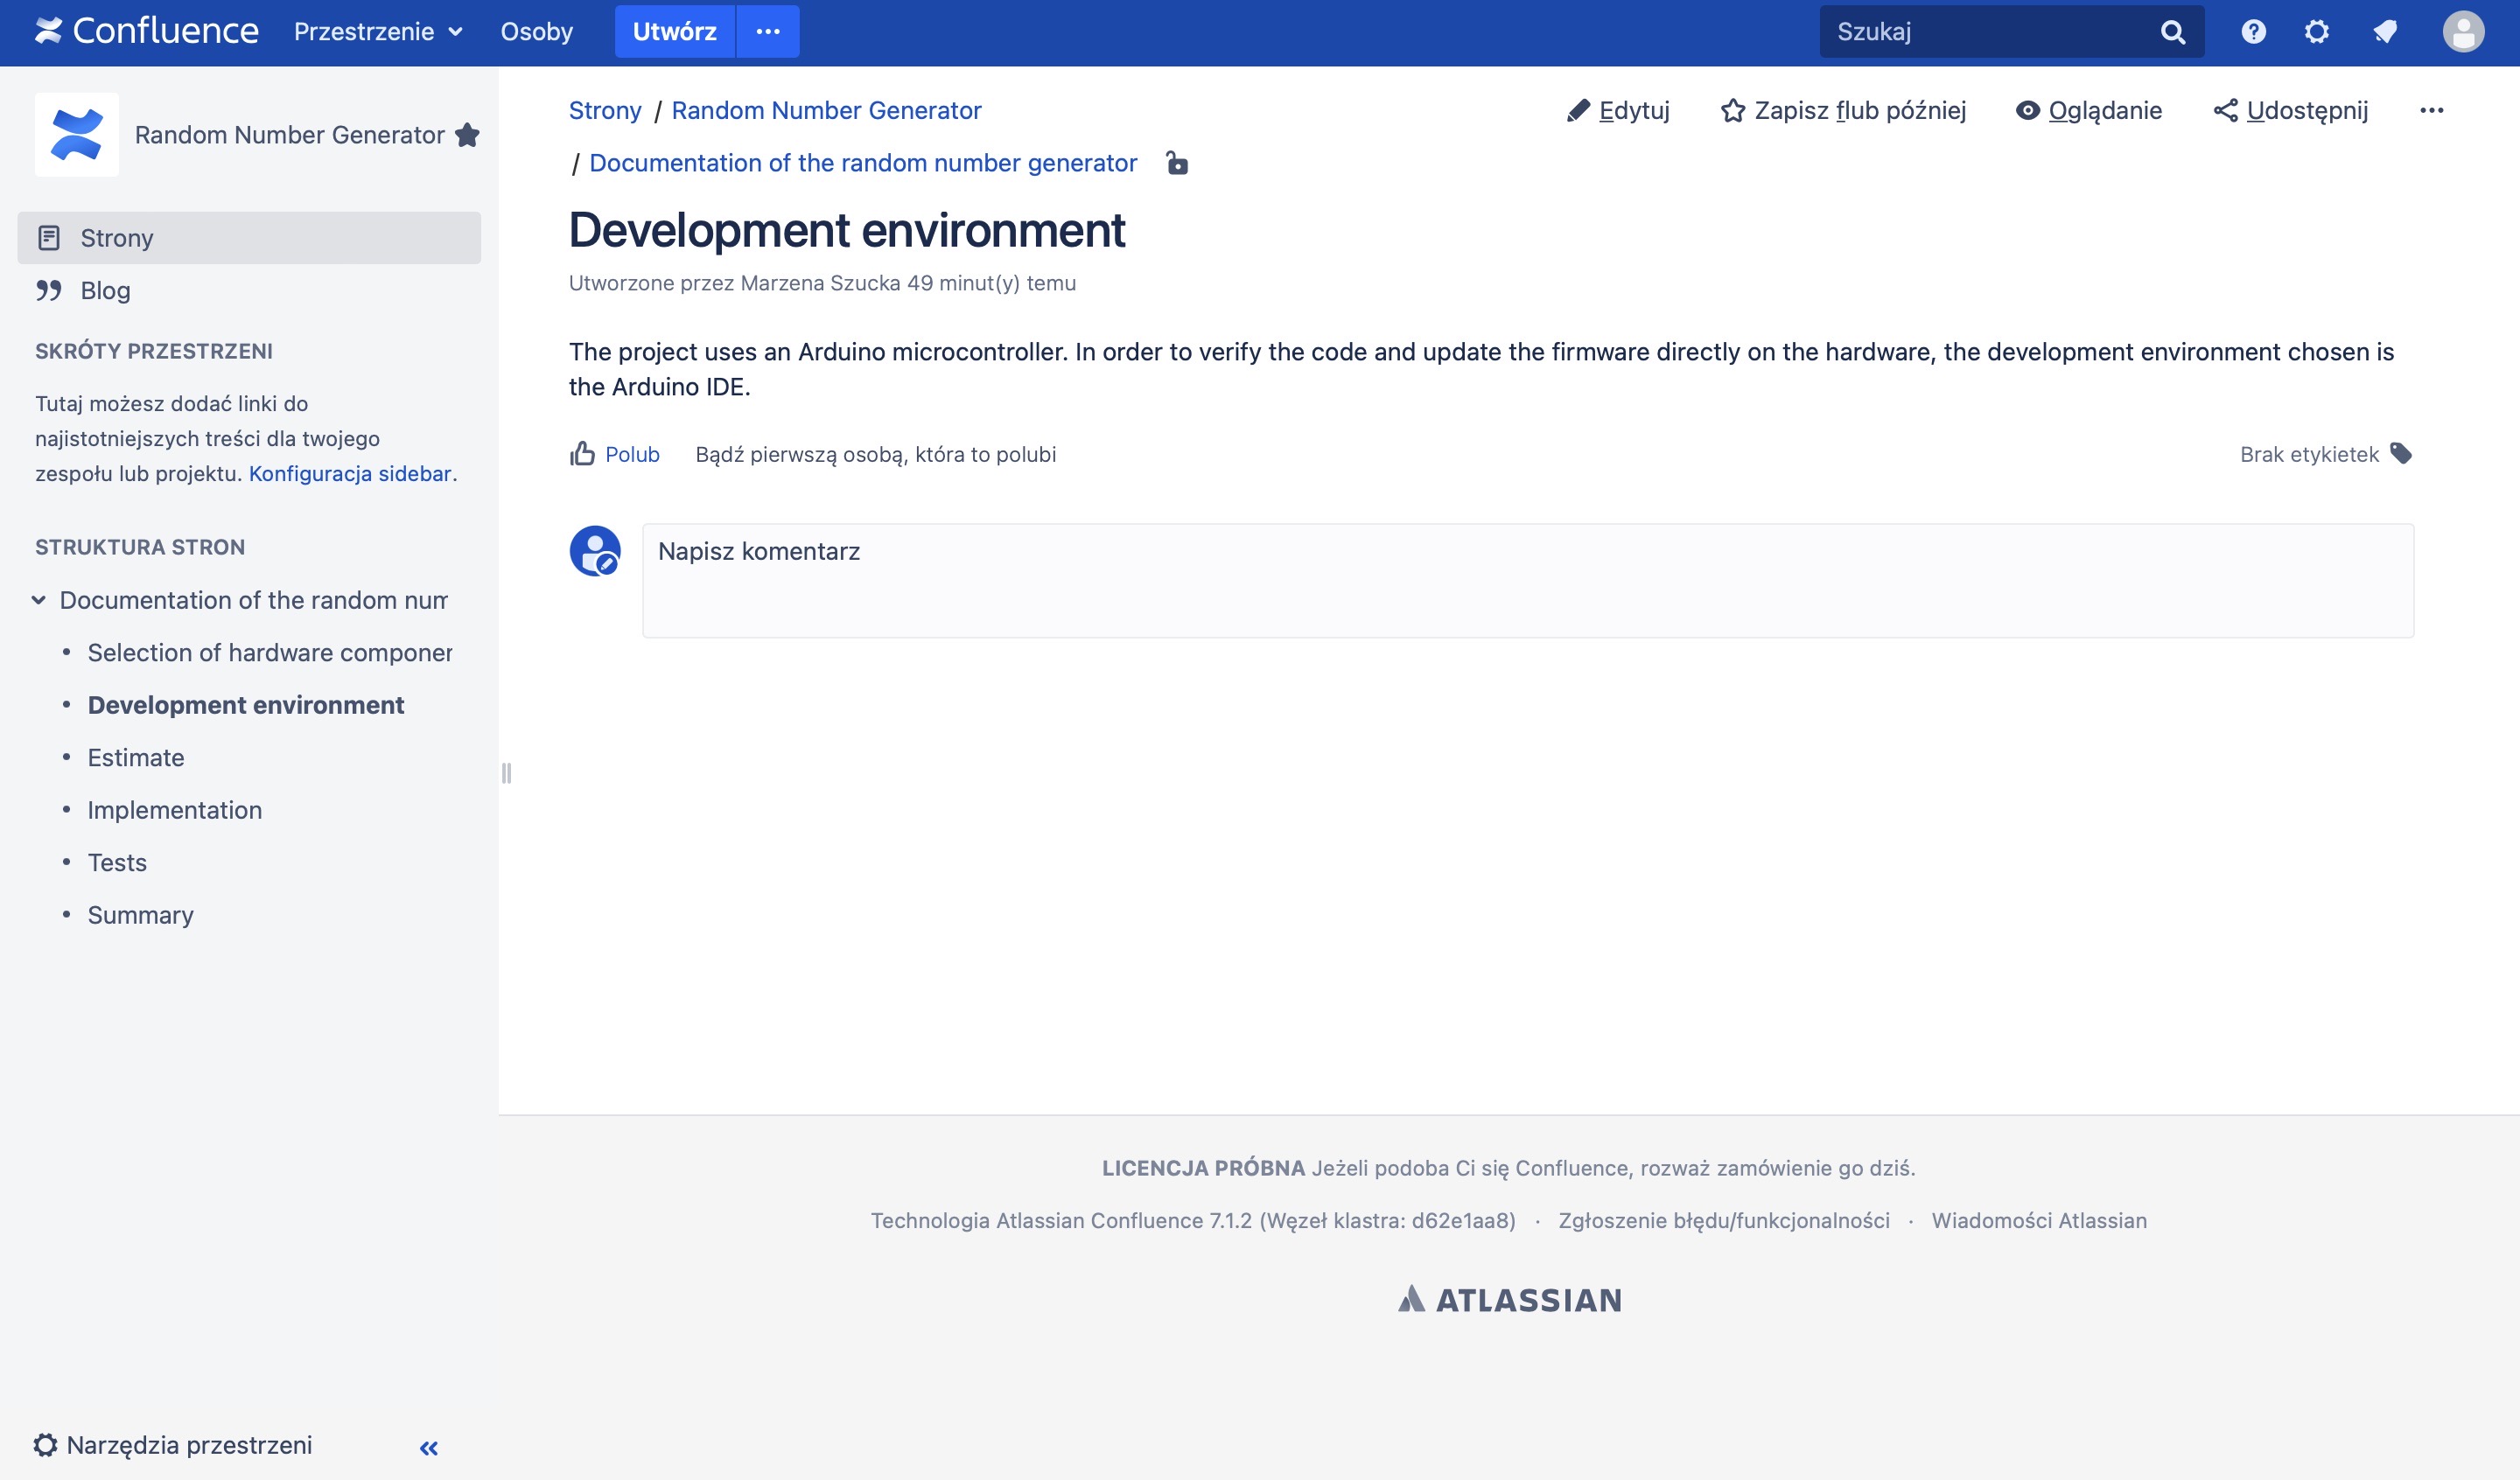 Confluence Przestrzenie Osoby Utwórz ··· Szukaj
Random Number Generator
Strony
Blog
SKRÓTY PRZESTRZENI
Tutaj możesz dodać linki do
najistotniejszych treści dla twojego
zespołu lub projektu. Konfiguracja sidebar.
STRUKTURA STRON
Documentation of the random num
• Selection of hardware componer
• Development environment
• Estimate
• Implementation
• Tests
• Summary
Narzędzia przestrzeni «
Strony / Random Number Generator
/ Documentation of the random number generator
Edytuj Zapisz flub później Oglądanie Udostępnij ···
Development environment
Utworzone przez Marzena Szucka 49 minut(y) temu
The project uses an Arduino microcontroller. In order to verify the code and update the firmware directly on the hardware, the development environment chosen is
the Arduino IDE.
Polub Bądź pierwszą osobą, która to polubi Brak etykietek
Napisz komentarz
LICENCJA PRÓBNA Jeżeli podoba Ci się Confluence, rozważ zamówienie go dziś.
Technologia Atlassian Confluence 7.1.2 (Węzeł klastra: d62e1aa8) · Zgłoszenie błędu/funkcjonalności · Wiadomości Atlassian
ATLASSIAN